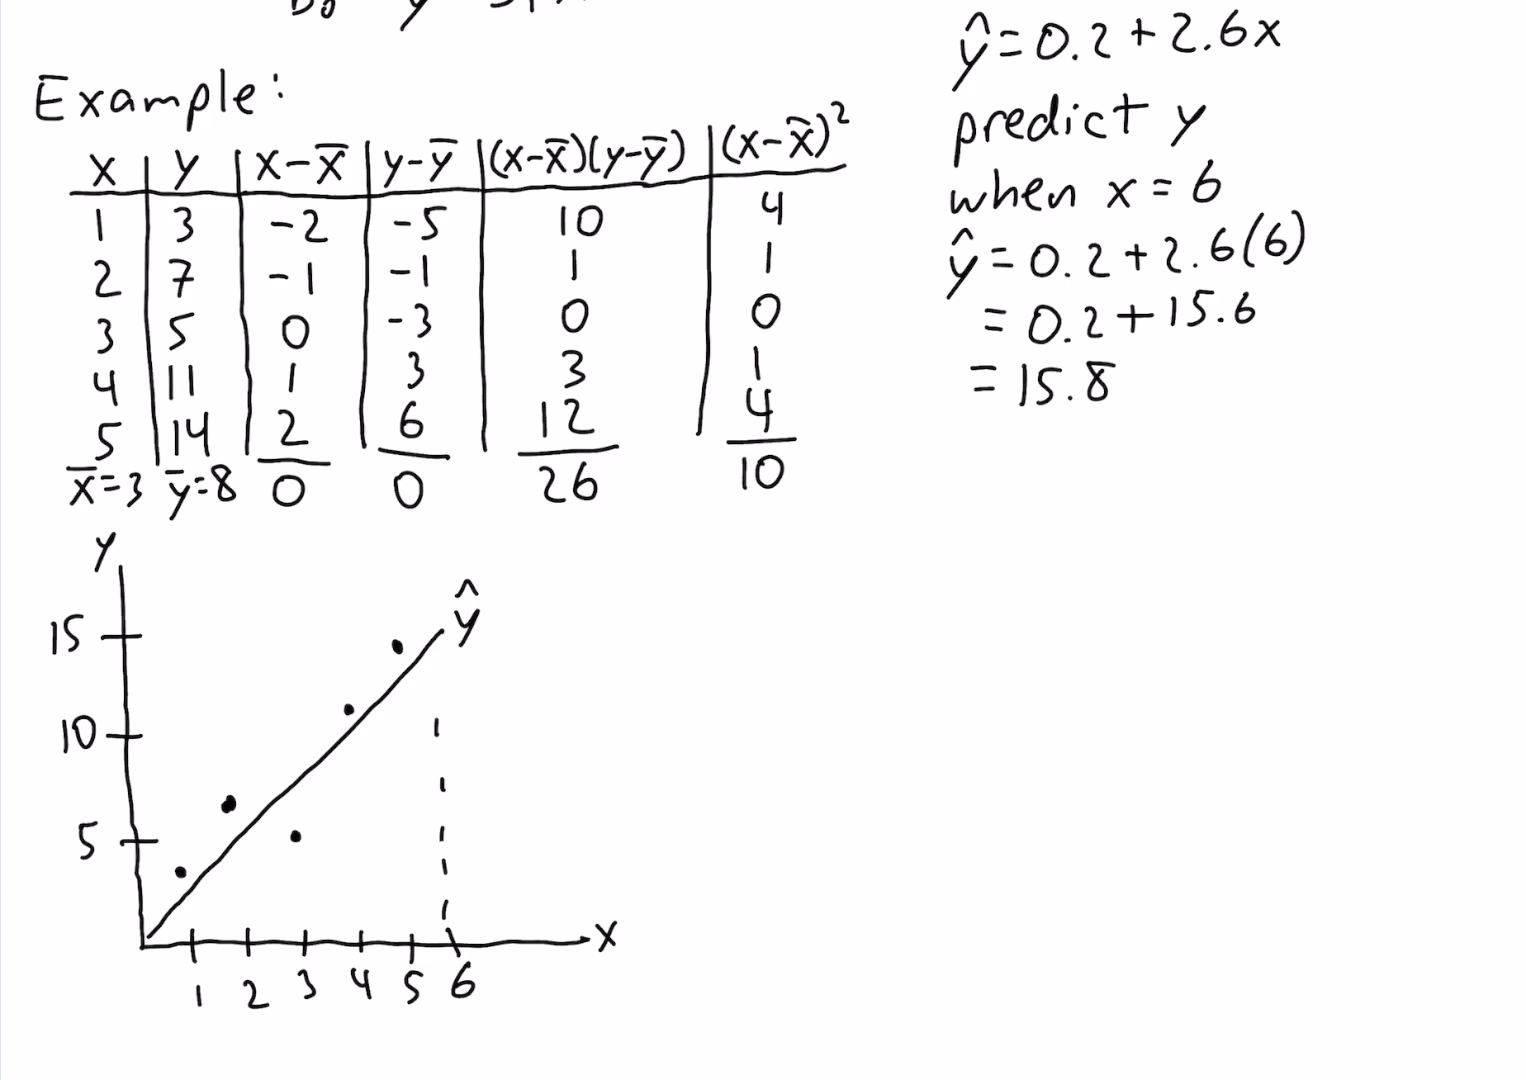 Example:
x y x-x̄ y-ȳ (x-x̄)(y-ȳ) (x-x̄)²
1 3 -2 -5 10 4
2 7 -1 -1 1 1
3 5 0 -3 0 0
4 11 1 3 3 1
5 14 2 6 12 4
x̄=3 ȳ=8 0 0 26 10
ŷ=0.2+2.6x
predict y
when x=6
ŷ=0.2+2.6(6)
=0.2+15.6
=15.8
y
ŷ
15
10
5
x
1 2 3 4 5 6